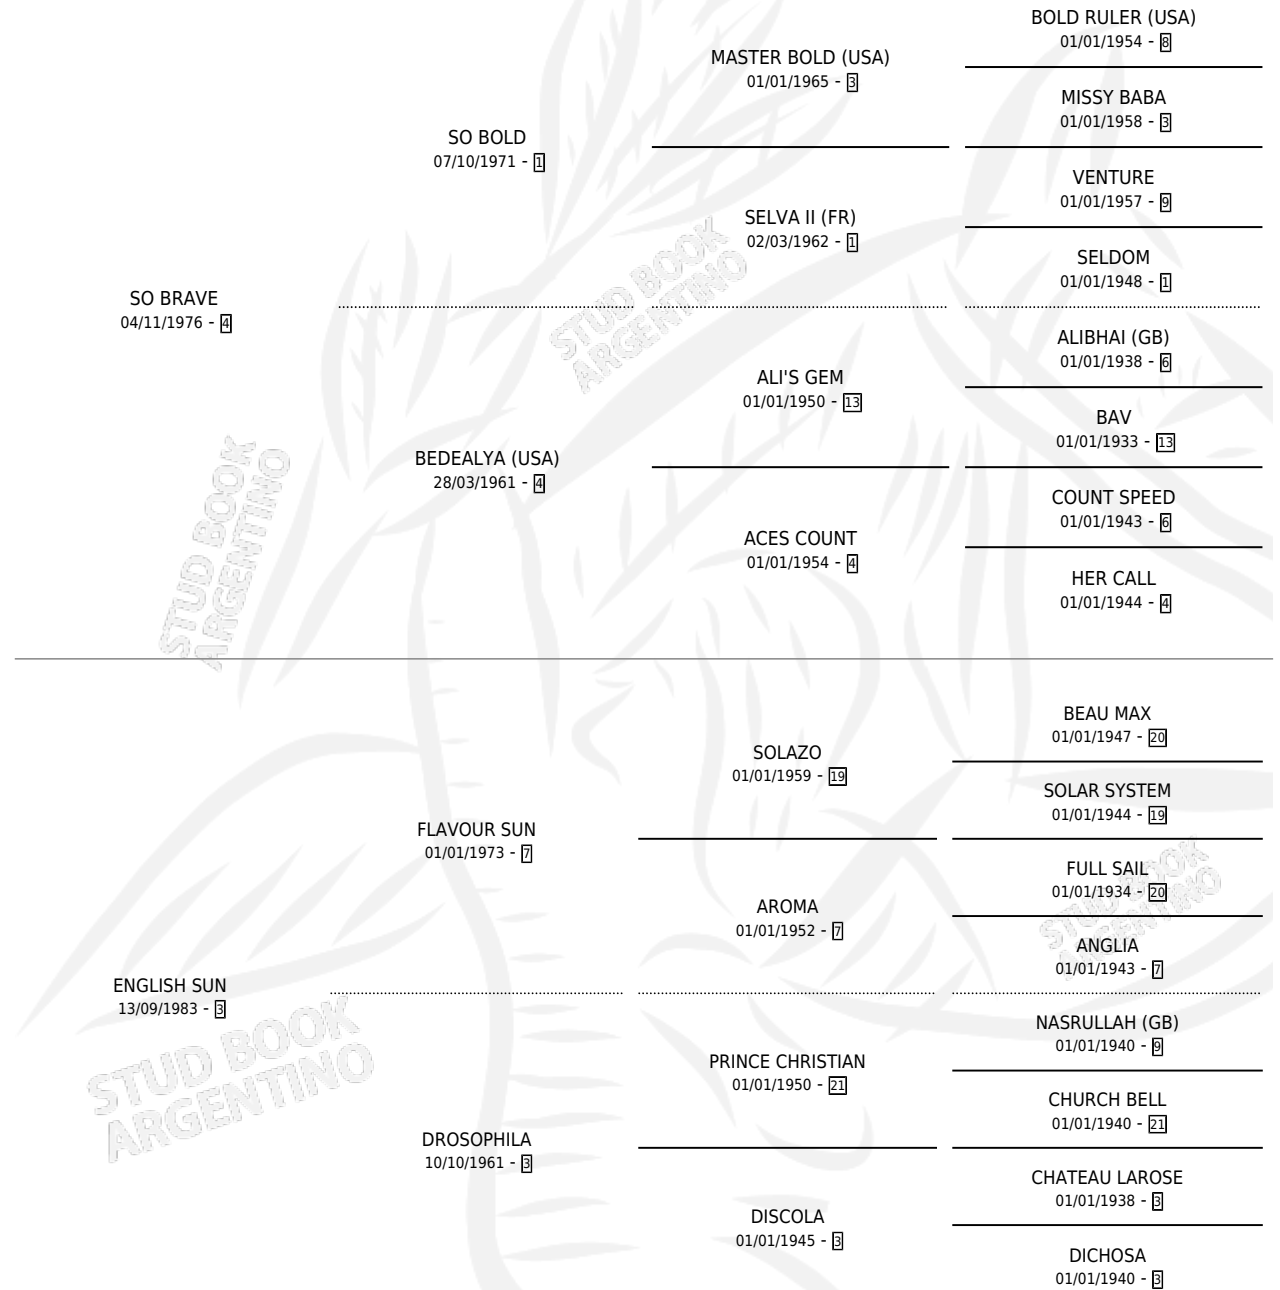 BOLD RULER (USA)
01/01/1954 - 8
MASTER BOLD (USA)
01/01/1965 - 3
MISSY BABA
01/01/1958 - 3
SO BOLD
07/10/1971 - 1
VENTURE
01/01/1957 - 9
SELVA II (FR)
02/03/1962 - 1
SELDOM
01/01/1948 - 1
STUD BOOK
ARGENTINO
SO BRAVE
04/11/1976 - 4
ALIBHAI (GB)
01/01/1938 - 6
ALI'S GEM
01/01/1950 - 13
BAV
01/01/1933 - 13
BEDEALYA (USA)
28/03/1961 - 4
COUNT SPEED
01/01/1943 - 6
ACES COUNT
01/01/1954 - 4
HER CALL
01/01/1944 - 4
STUD BOOK
ARGENTINO
BEAU MAX
01/01/1947 - 20
SOLAZO
01/01/1959 - 19
SOLAR SYSTEM
01/01/1944 - 19
FLAVOUR SUN
01/01/1973 - 7
FULL SAIL
01/01/1934 - 20
AROMA
01/01/1952 - 7
ANGLIA
01/01/1943 - 7
STUD BOOK
ARGENTINO
ENGLISH SUN
13/09/1983 - 3
NASRULLAH (GB)
01/01/1940 - 9
PRINCE CHRISTIAN
01/01/1950 - 21
CHURCH BELL
01/01/1940 - 21
STUD BOOK
ARGENTINO
DROSOPHILA
10/10/1961 - 3
CHATEAU LAROSE
01/01/1938 - 3
DISCOLA
01/01/1945 - 3
DICHOSA
01/01/1940 - 3